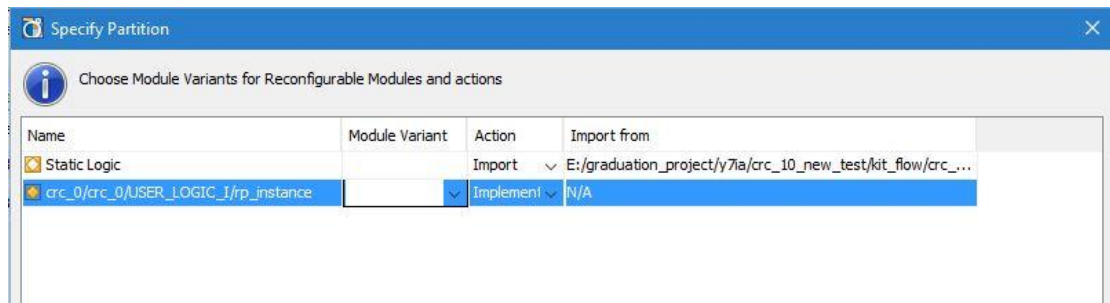 Specify Partition
Choose Module Variants for Reconfigurable Modules and actions
Name Module Variant Action Import from
Static Logic Import E:/graduation_project/y7ia/crc_10_new_test/kit_flow/crc_...
crc_0/crc_0/USER_LOGIC_I/rp_instance Implement N/A